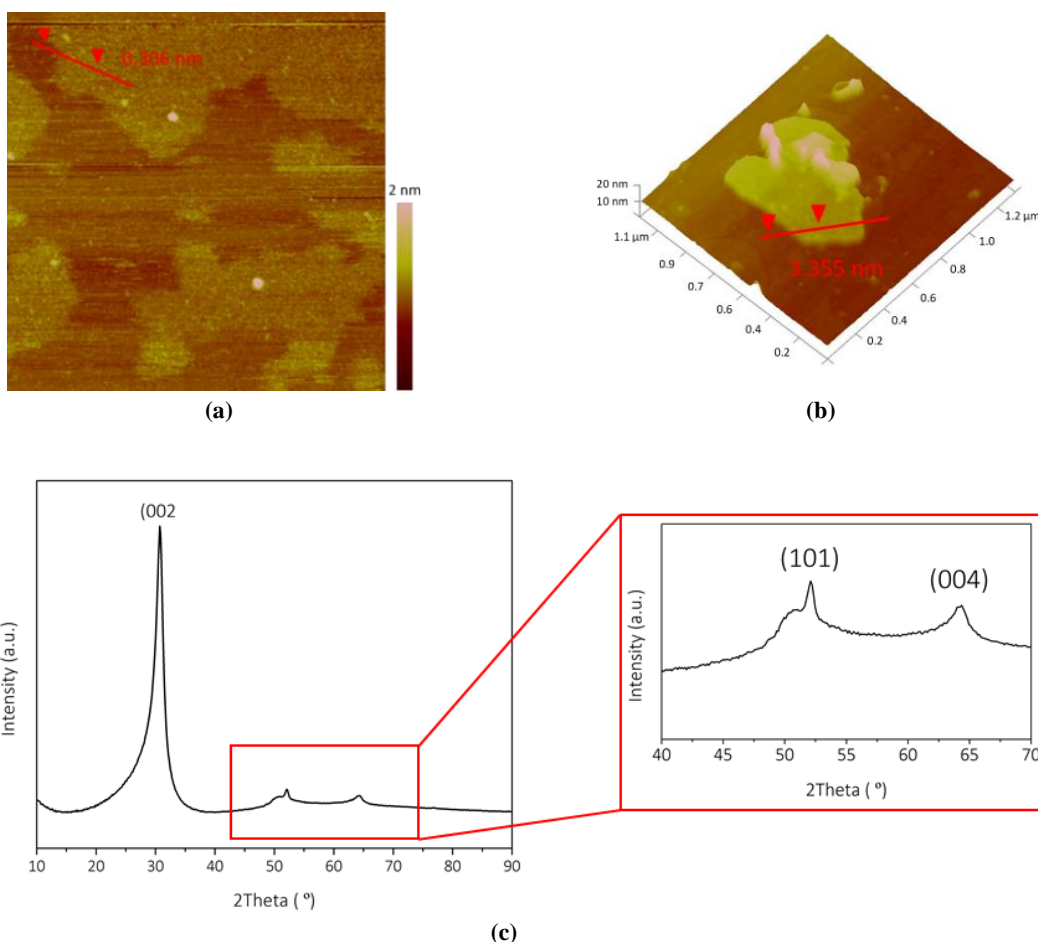 0.306 nm
2 nm
(a)
20 nm
10 nm
1.1 μm
0.9
0.7
0.6
0.4
0.2
0.2
0.4
0.6
0.8
1.0
1.2 μm
3.355 nm
(b)
(002
Intensity (a.u.)
10 20 30 40 50 60 70 80 90
2Theta ( º)
(101)
(004)
Intensity (a.u.)
40 45 50 55 60 65 70
2Theta ( º)
(c)